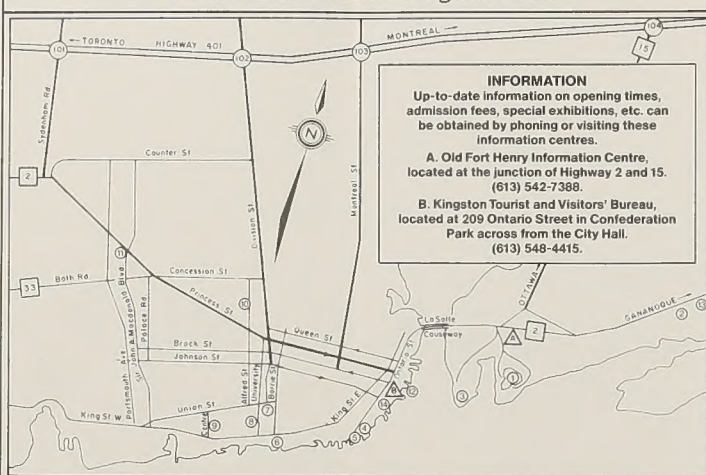 101
← TORONTO
HIGHWAY 401
102
103
MONTREAL →
104
15
INFORMATION
Up-to-date information on opening times,
admission fees, special exhibitions, etc. can
be obtained by phoning or visiting these
information centres.
A. Old Fort Henry Information Centre,
located at the junction of Highway 2 and 15.
(613) 542-7388.
B. Kingston Tourist and Visitors' Bureau,
located at 209 Ontario Street in Confederation
Park across from the City Hall.
(613) 548-4415.
Sydenham Rd
N
Counter St
2
Division St
Montreal St
11
Concession St
Bath Rd
33
Princess St
10
Portsmouth Ave
Sir John A Macdonald Blvd
Palace Rd
Queen St
Brock St
Johnson St
Alfred St
University
Barrie St
Union St
King St W
Centre
9
8
7
6
King St E
Ontario St
B
12
14
5
4
La Salle
Causeway
OTTAWA
A
2
GANANOQUE
2
13
3
1